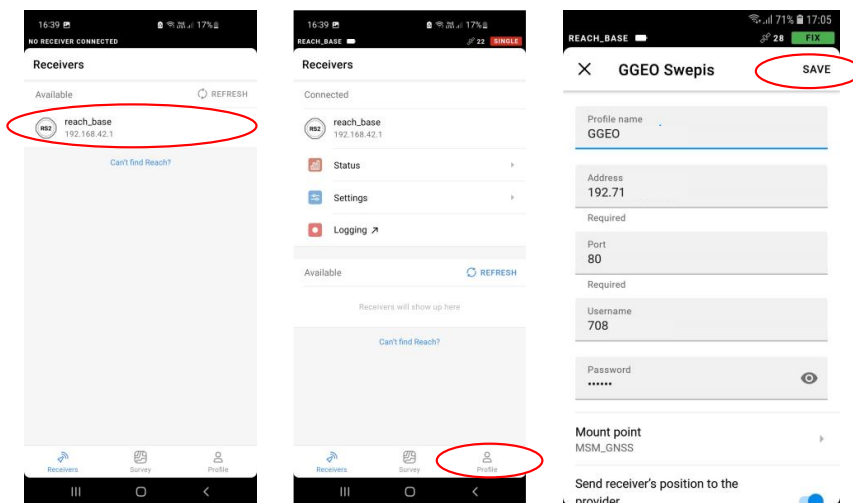 16:39 17%
NO RECEIVER CONNECTED
Receivers
Available REFRESH
RS2 reach_base
192.168.42.1
Can't find Reach?
Receivers Survey Profile
16:39 17%
REACH_BASE 22 SINGLE
Receivers
Connected
RS2 reach_base
192.168.42.1
Status
Settings
Logging
Available REFRESH
Receivers will show up here
Can't find Reach?
Receivers Survey Profile
71% 17:05
REACH_BASE 28 FIX
GGEO Swepis SAVE
Profile name
GGEO
Address
192.71
Required
Port
80
Required
Username
708
Password
••••••
Mount point
MSM_GNSS
Send receiver's position to the
provider